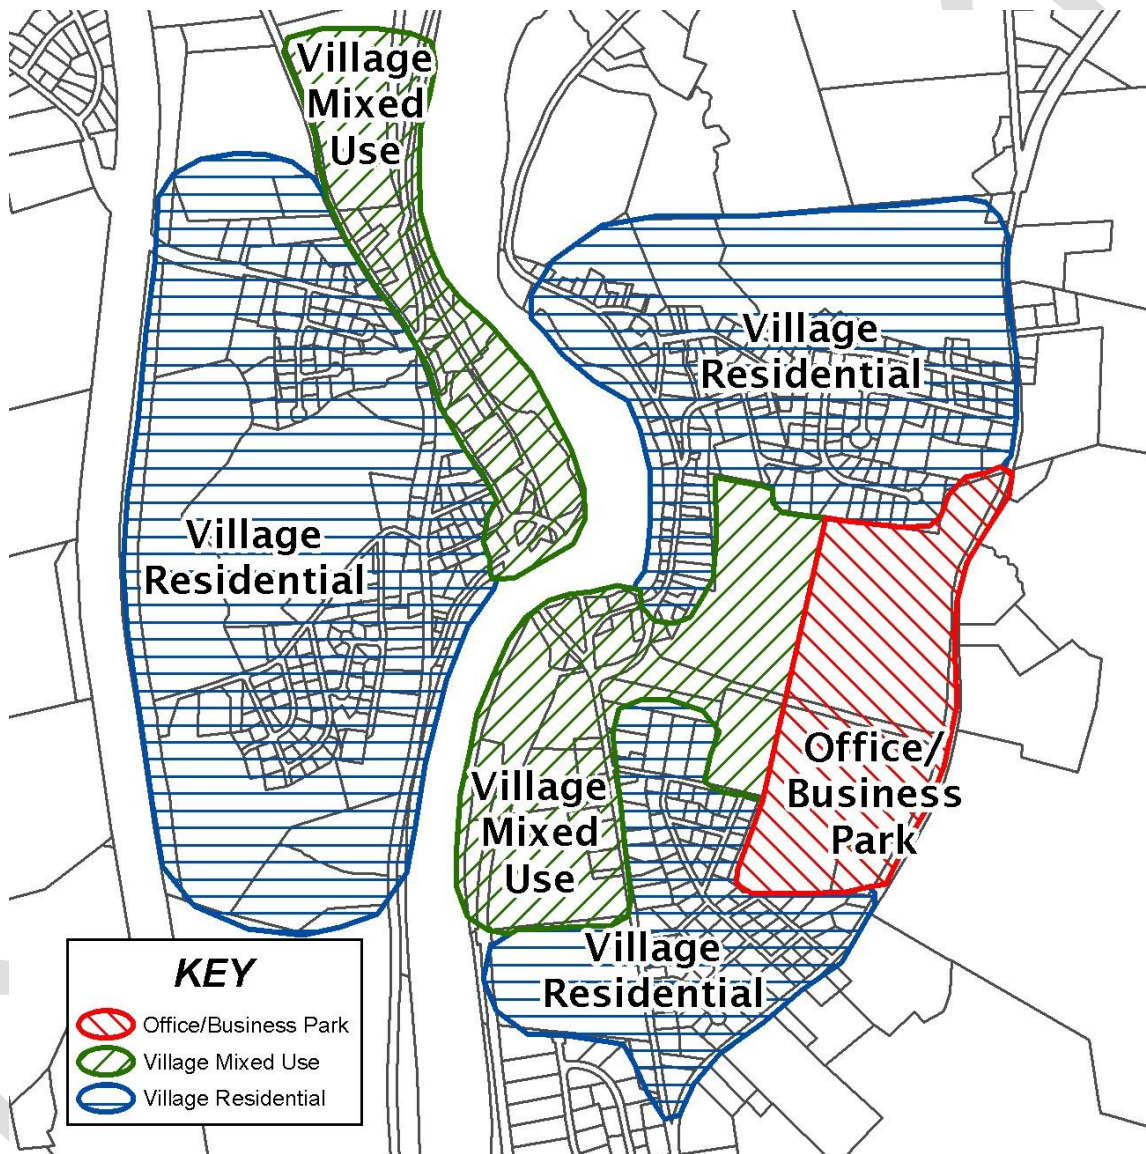 Village
Mixed
Use
Village
Residential
Village
Residential
Office/
Business
Park
Village
Mixed
Use
Village
Residential
KEY
Office/Business Park
Village Mixed Use
Village Residential